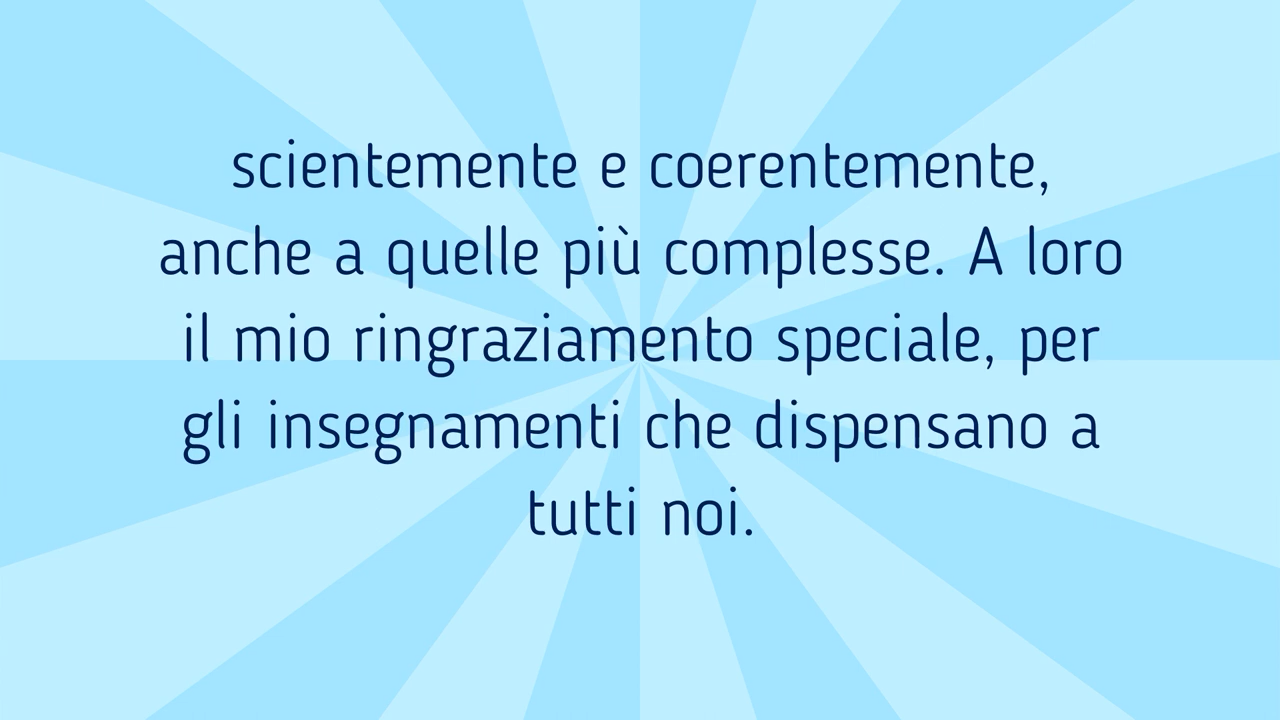 scientemente e coerentemente,
anche a quelle più complesse. A loro
il mio ringraziamento speciale, per
gli insegnamenti che dispensano a
tutti noi.